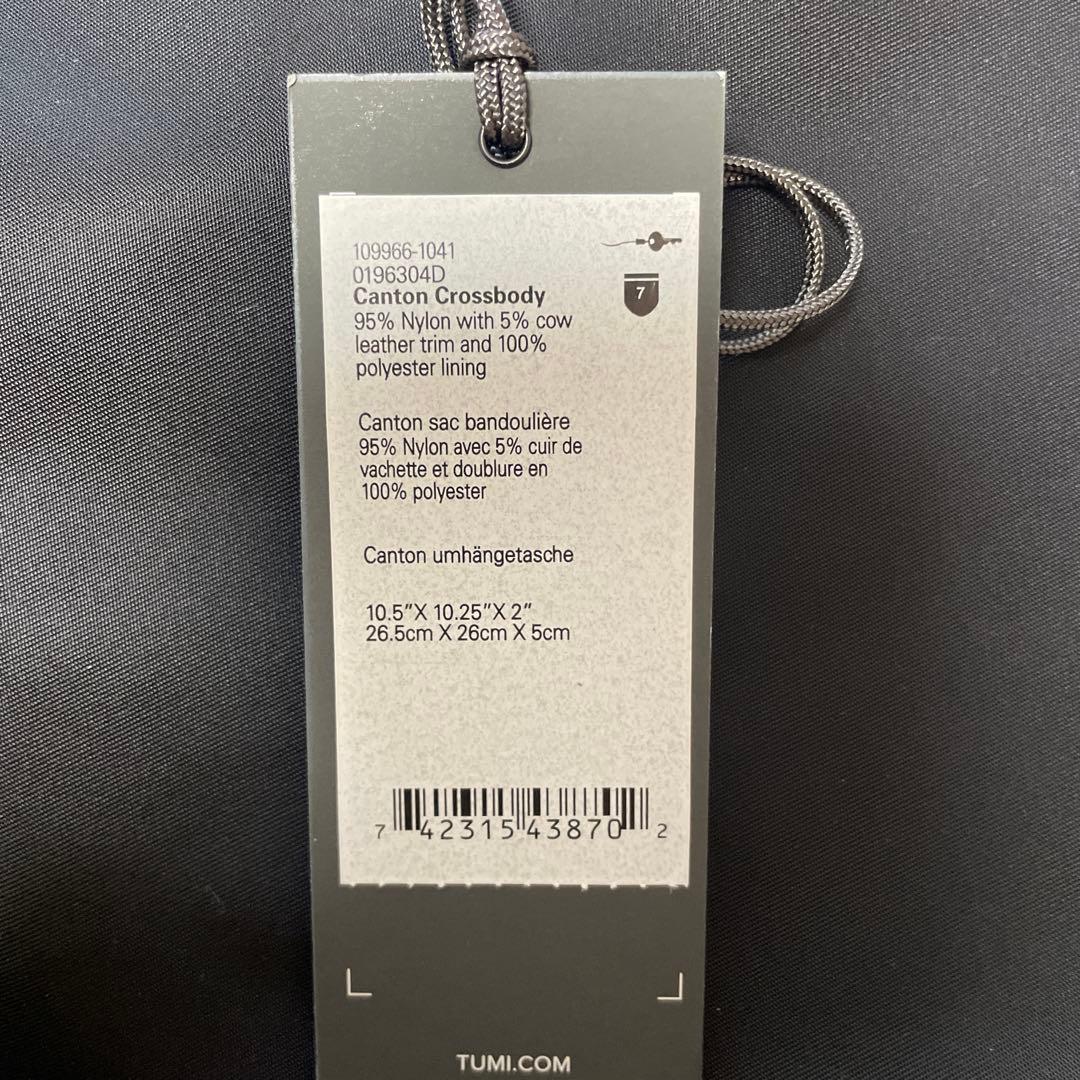 109966-1041
0196304D
Canton Crossbody
7
95% Nylon with 5% cow
leather trim and 100%
polyester lining
Canton sac bandoulière
95% Nylon avec 5% cuir de
vachette et doublure en
100% polyester
Canton umhängetasche
10.5"X 10.25"X 2"
26.5cm X 26cm X 5cm
7 42315 43870 2
TUMI.COM